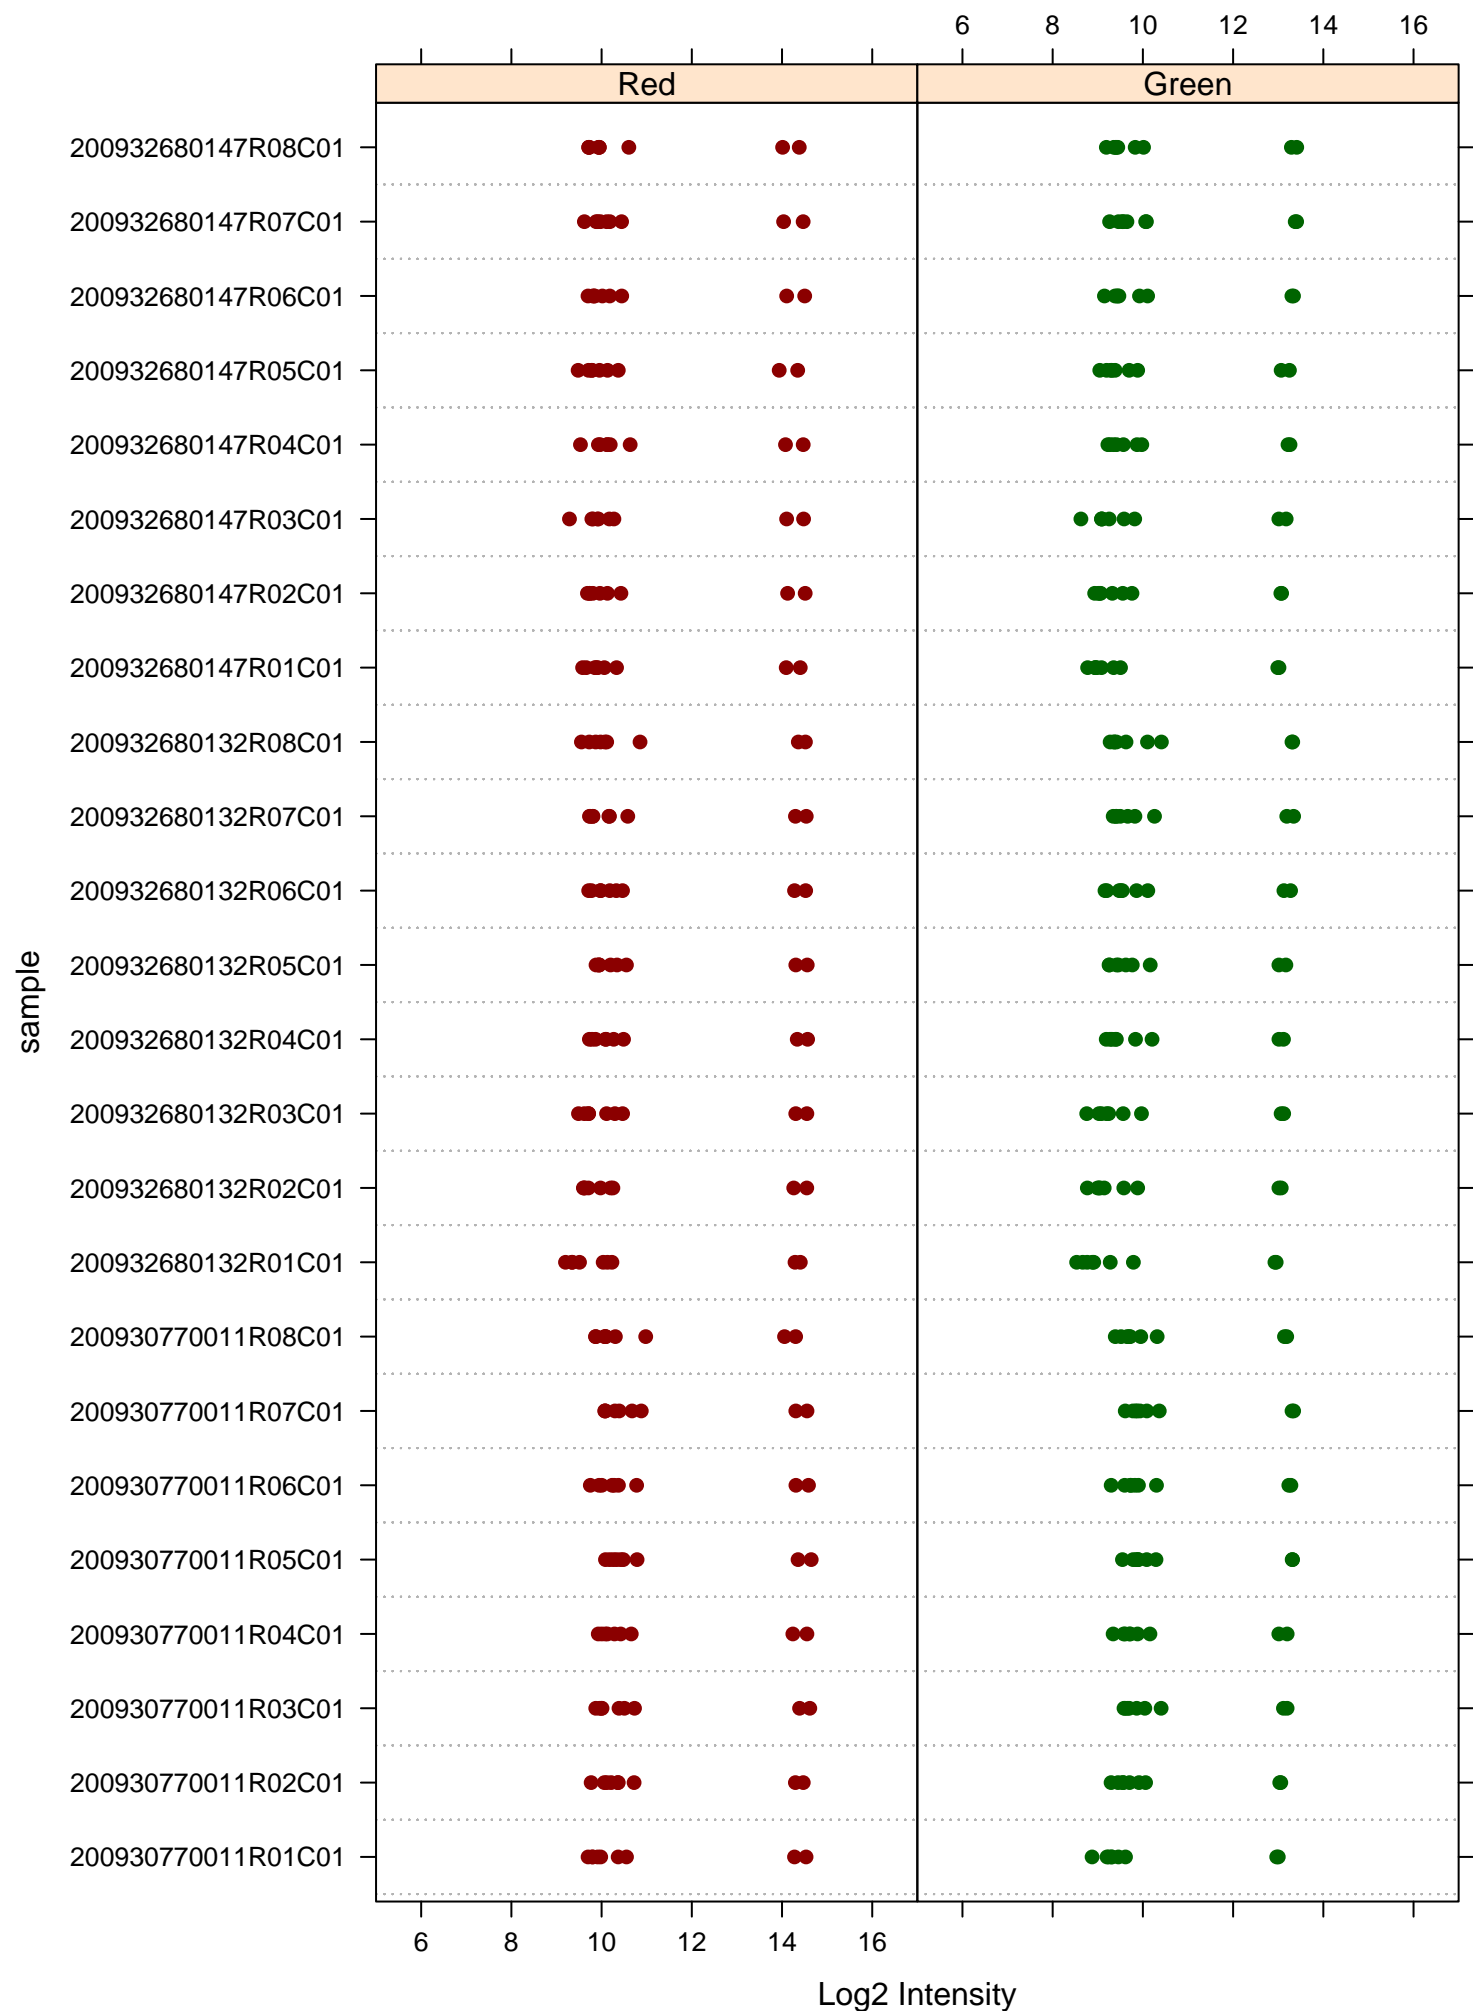 6 8 10 12 14 16
Red Green
200932680147R08C01
200932680147R07C01
200932680147R06C01
200932680147R05C01
200932680147R04C01
200932680147R03C01
200932680147R02C01
200932680147R01C01
200932680132R08C01
200932680132R07C01
200932680132R06C01
200932680132R05C01
200932680132R04C01
200932680132R03C01
200932680132R02C01
200932680132R01C01
200930770011R08C01
200930770011R07C01
200930770011R06C01
200930770011R05C01
200930770011R04C01
200930770011R03C01
200930770011R02C01
200930770011R01C01
sample
6 8 10 12 14 16
Log2 Intensity